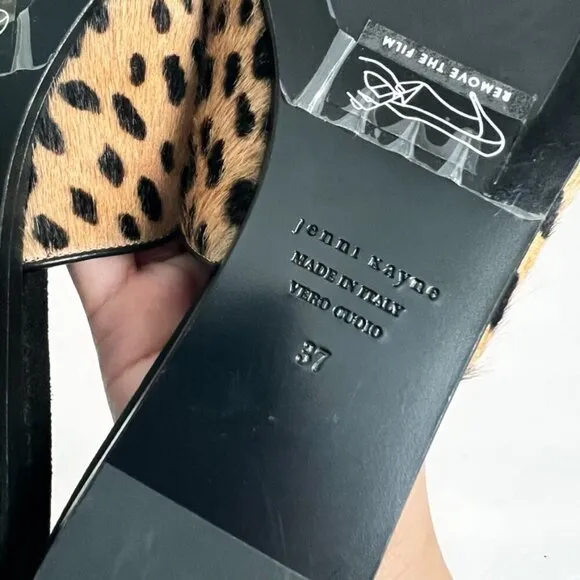 REMOVE THE FILM
jenni kayne
MADE IN ITALY
VERO CUOIO
37